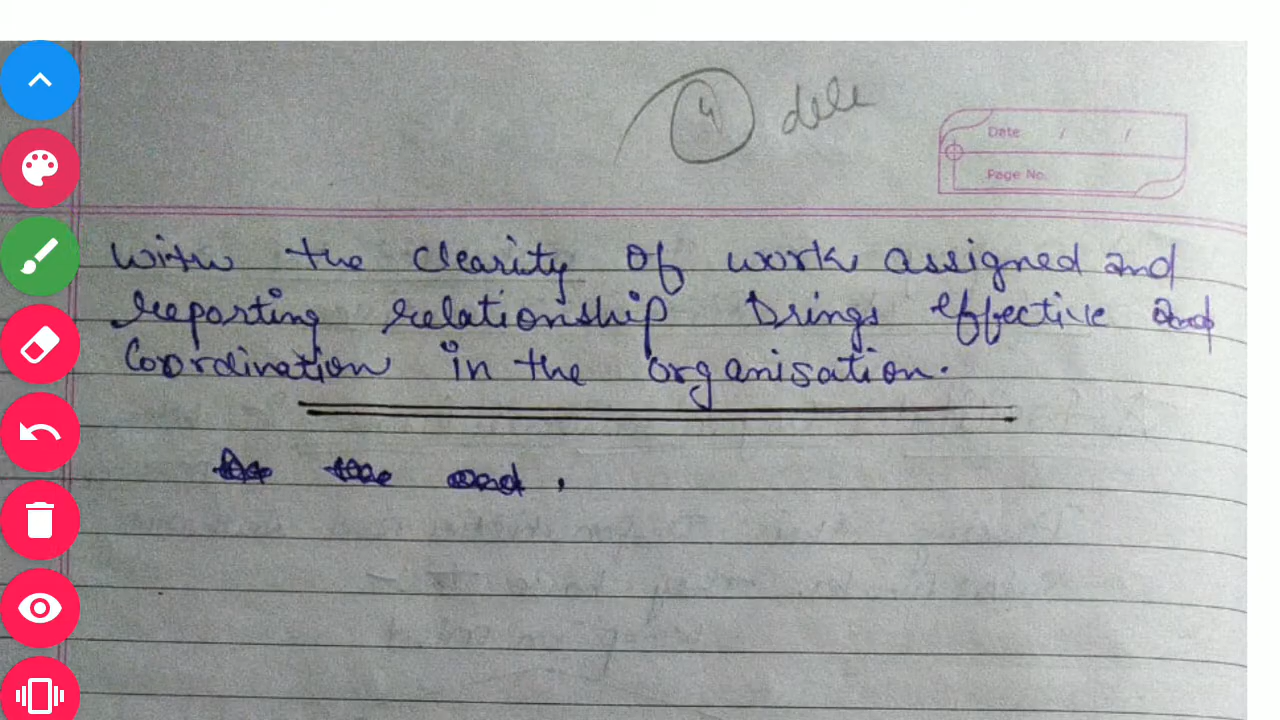 4 dele
Date / /
Page No.
with the clearity of work assigned and
reporting relationship brings effective and
Coordination in the organisation.